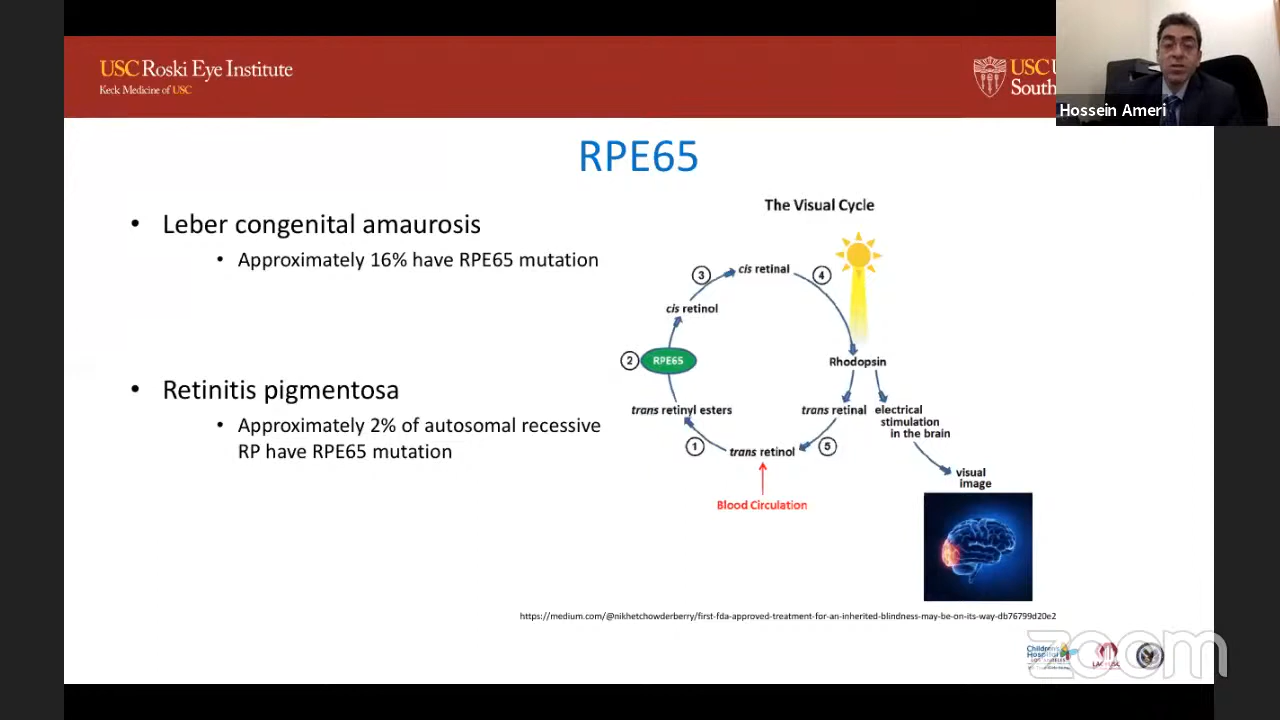 USC Roski Eye Institute
Keck Medicine of USC
USC
South
Hossein Ameri
RPE65
• Leber congenital amaurosis
• Approximately 16% have RPE65 mutation
• Retinitis pigmentosa
• Approximately 2% of autosomal recessive
RP have RPE65 mutation
The Visual Cycle
3
cis retinal
4
cis retinol
2
RPE65
Rhodopsin
trans retinyl esters
trans retinal
electrical
stimulation
in the brain
1
trans retinol
5
visual
image
Blood Circulation
https://medium.com/@nikhetchowderberry/first-fda-approved-treatment-for-an-inherited-blindness-may-be-on-its-way-db76799d20e2
Children's
Hospital
zoom